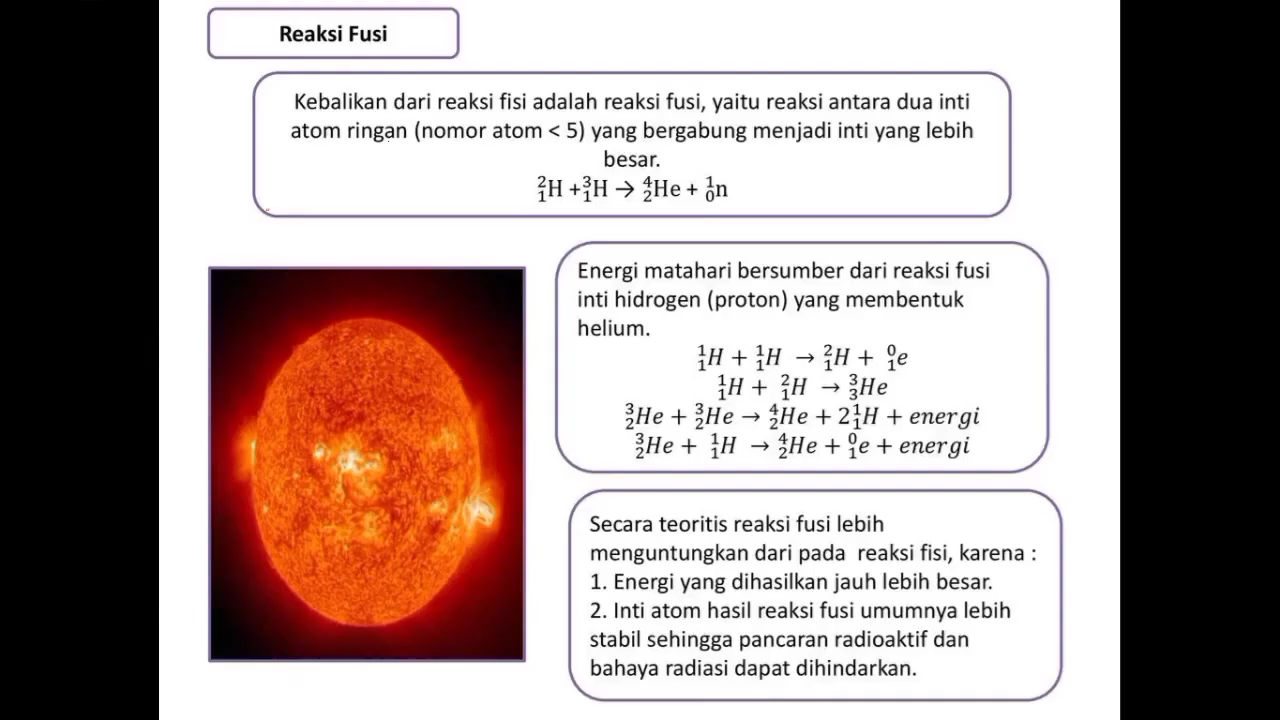 Reaksi Fusi
Kebalikan dari reaksi fisi adalah reaksi fusi, yaitu reaksi antara dua inti
atom ringan (nomor atom < 5) yang bergabung menjadi inti yang lebih
besar.
²₁H +³₁H → ⁴₂He + ¹₀n
Energi matahari bersumber dari reaksi fusi
inti hidrogen (proton) yang membentuk
helium.
¹₁H + ¹₁H → ²₁H + ⁰₁e
¹₁H + ²₁H → ³₃He
³₂He + ³₂He → ⁴₂He + 2¹₁H + energi
³₂He + ¹₁H → ⁴₂He + ⁰₁e + energi
Secara teoritis reaksi fusi lebih
menguntungkan dari pada reaksi fisi, karena :
1. Energi yang dihasilkan jauh lebih besar.
2. Inti atom hasil reaksi fusi umumnya lebih
stabil sehingga pancaran radioaktif dan
bahaya radiasi dapat dihindarkan.